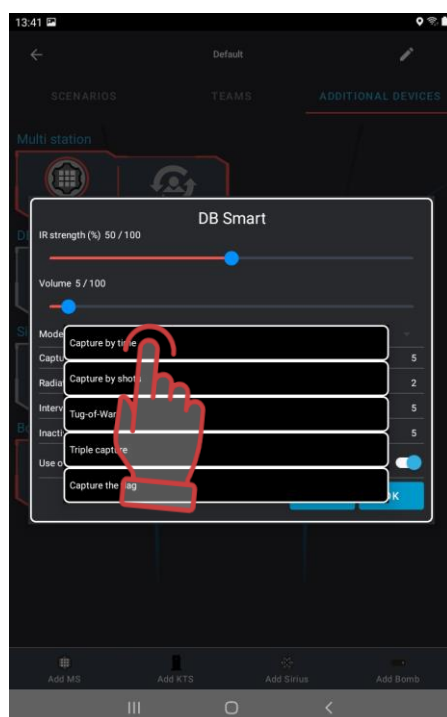 13:41
Default
SCENARIOS TEAMS ADDITIONAL DEVICES
Multi station
DB Smart
IR strength (%) 50 / 100
Volume 5 / 100
Mode
Capture by time
5
Capture by shots
2
Tug-of-War
5
Triple capture
5
Capture the flag
Add MS Add KTS Add Sirius Add Bomb